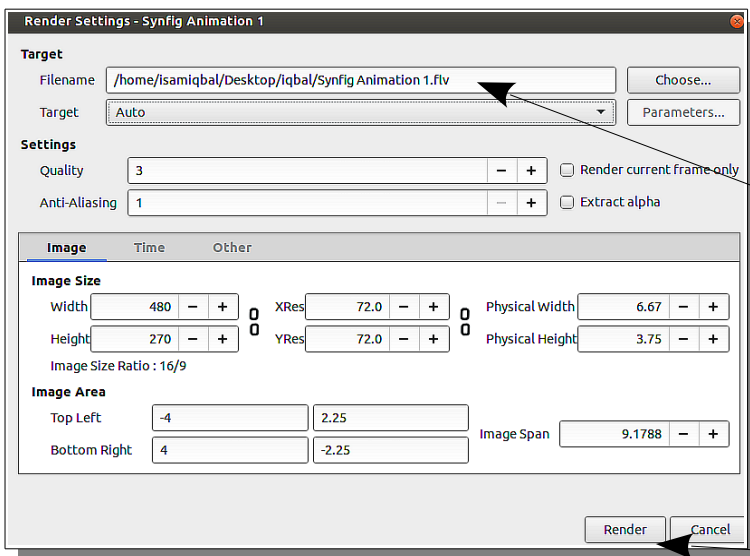 Render Settings - Synfig Animation 1
Target
Filename /home/isamiqbal/Desktop/iqbal/Synfig Animation 1.flv Choose...
Target Auto Parameters...
Settings
Quality 3 − + Render current frame only
Anti-Aliasing 1 − + Extract alpha
Image Time Other
Image Size
Width 480 − + XRes 72.0 − + Physical Width 6.67 − +
Height 270 − + YRes 72.0 − + Physical Height 3.75 − +
Image Size Ratio : 16/9
Image Area
Top Left -4 2.25
Image Span 9.1788 − +
Bottom Right 4 -2.25
Render Cancel